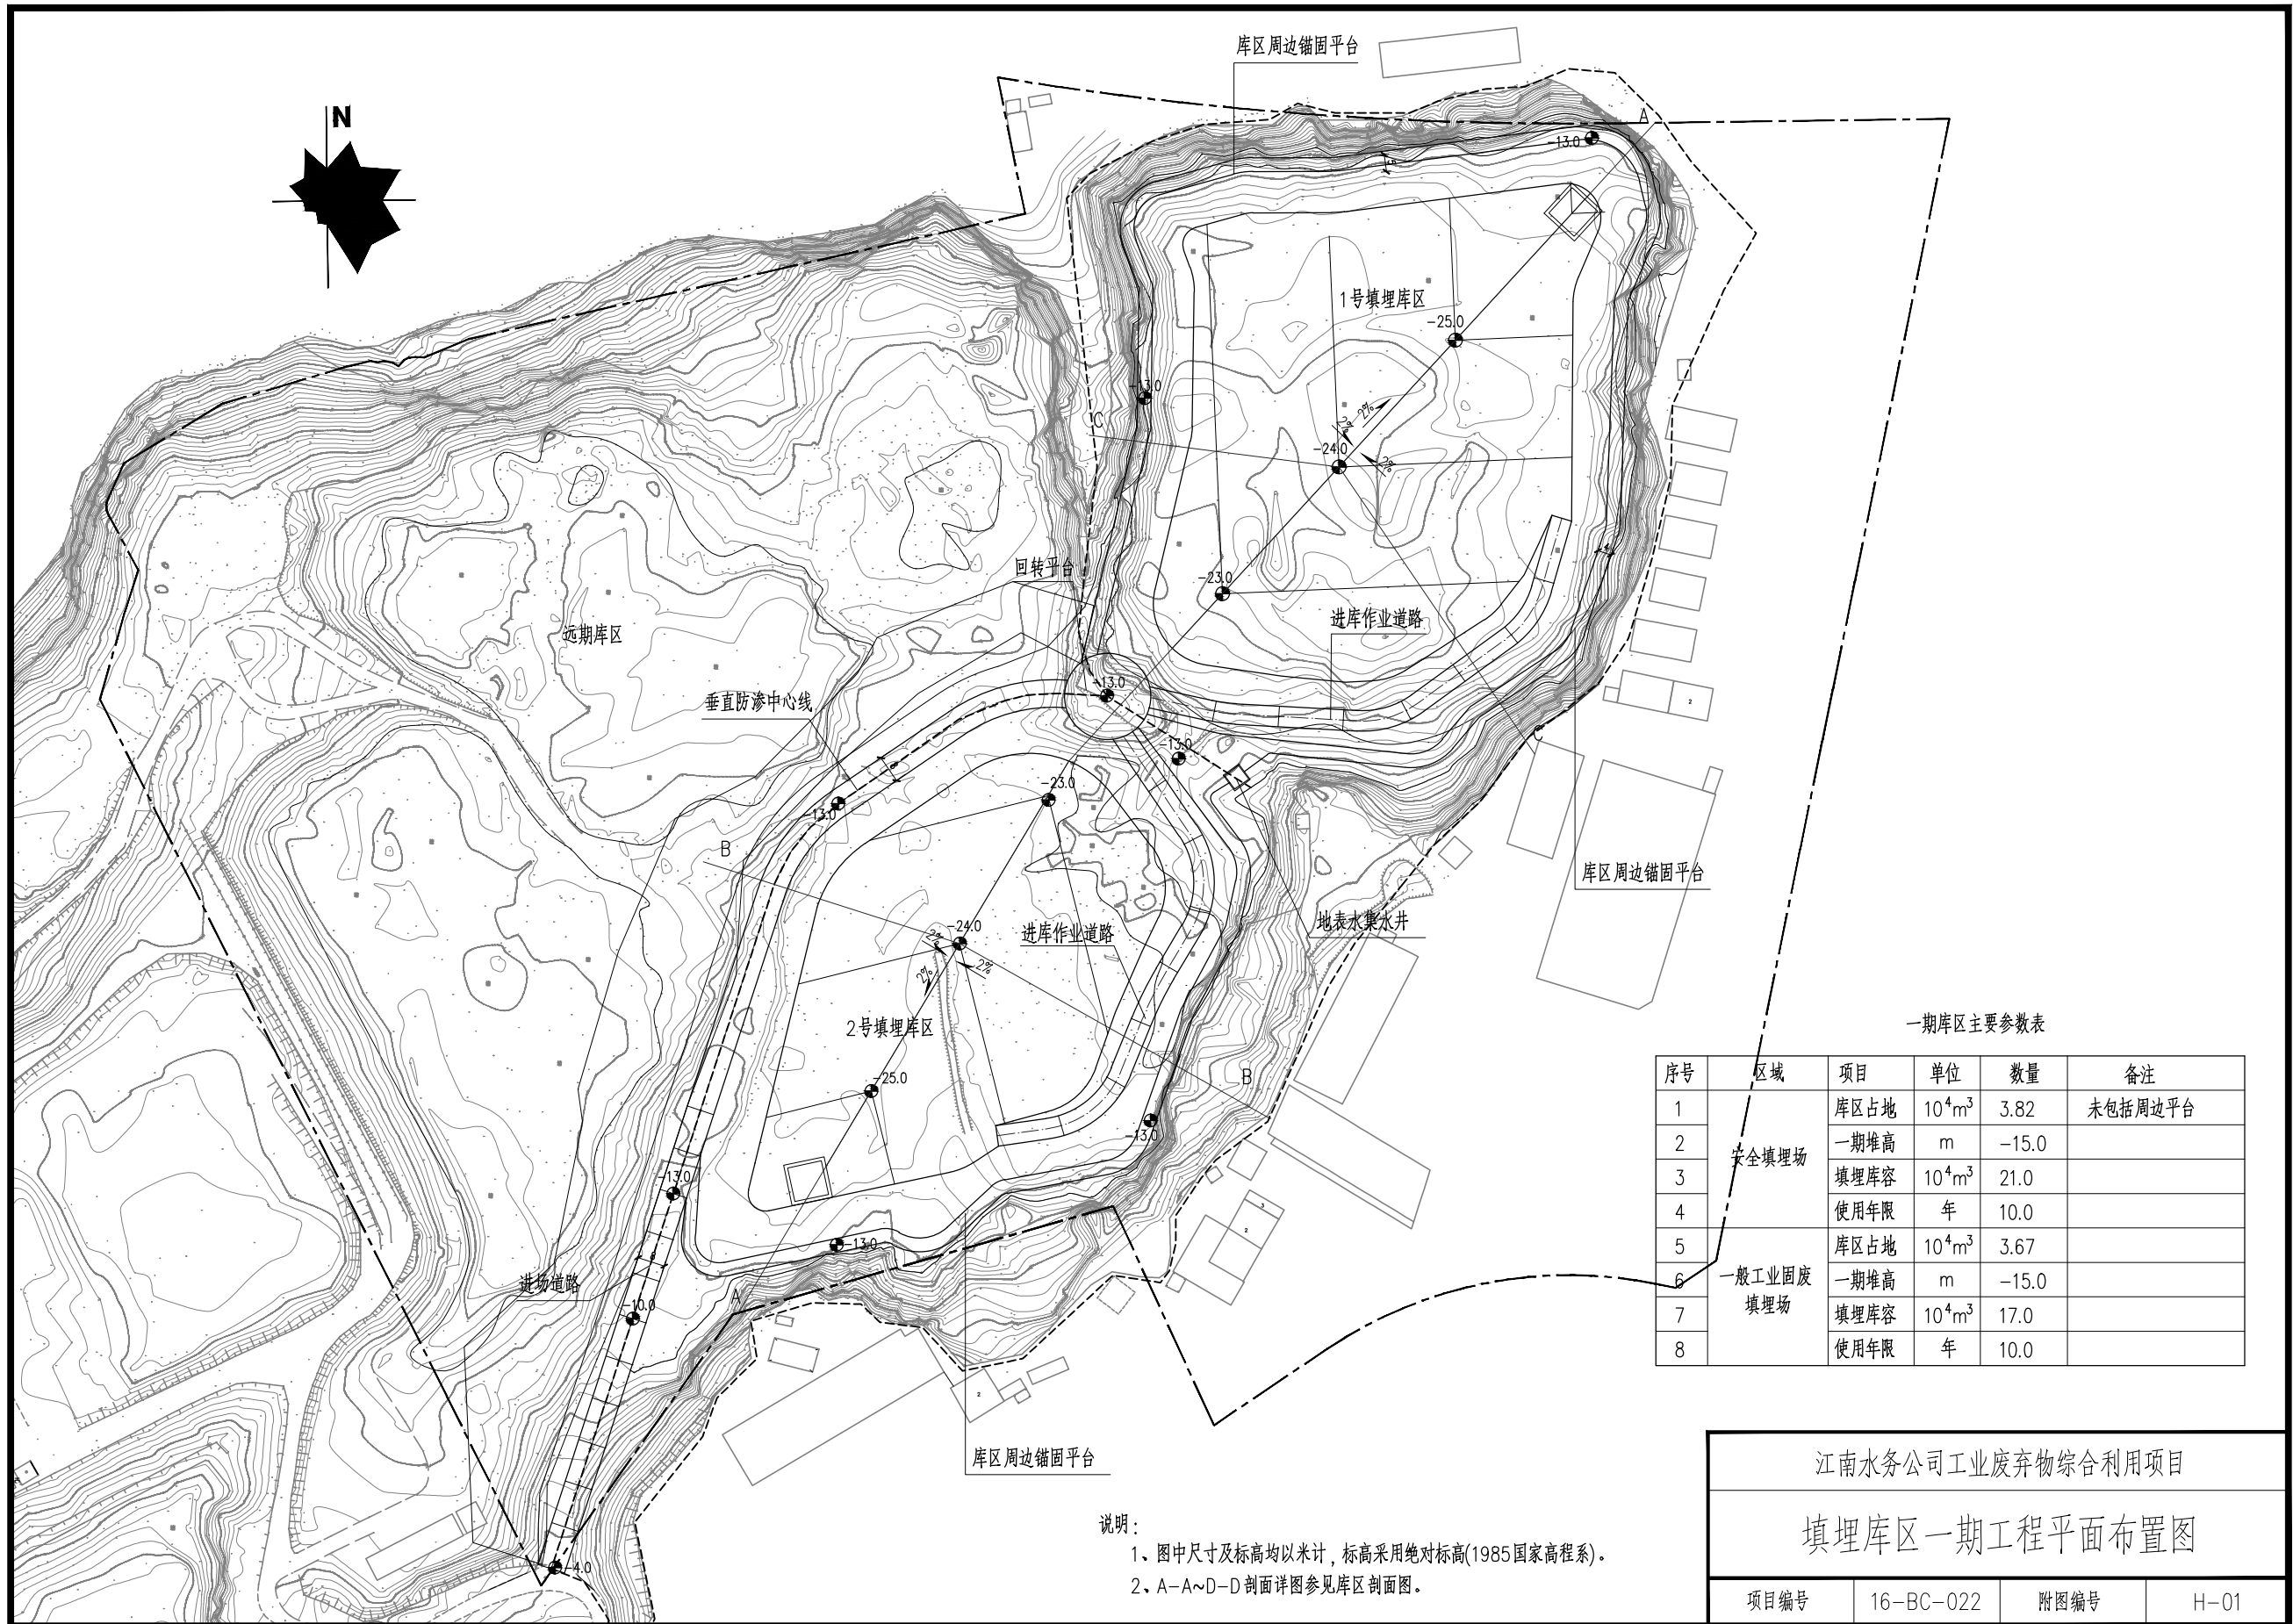 库区周边锚固平台
N
A
-13.0
5
1号填埋库区
-25.0
-13.0
C
2%
2%
-24.0
2%
回转平台
-23.0
进库作业道路
远期库区
垂直防渗中心线
-13.0
-13.0
C
2
-23.0
-13.0
B
库区周边锚固平台
地表水集水井
-24.0
进库作业道路
2%
2%
2%
2号填埋库区
-25.0
B
-13.0
-13.0
-13.0
进场道路
A
-10.0
3
2
2
库区周边锚固平台
-4.0
一期库区主要参数表
序号 区域 项目 单位 数量 备注
1 安全填埋场 库区占地 10⁴m³ 3.82 未包括周边平台
2 一期堆高 m -15.0
3 填埋库容 10⁴m³ 21.0
4 使用年限 年 10.0
5 一般工业固废填埋场 库区占地 10⁴m³ 3.67
6 一期堆高 m -15.0
7 填埋库容 10⁴m³ 17.0
8 使用年限 年 10.0
说明：
1、图中尺寸及标高均以米计，标高采用绝对标高(1985国家高程系)。
2、A-A~D-D剖面详图参见库区剖面图。
江南水务公司工业废弃物综合利用项目
填埋库区一期工程平面布置图
项目编号 16-BC-022 附图编号 H-01